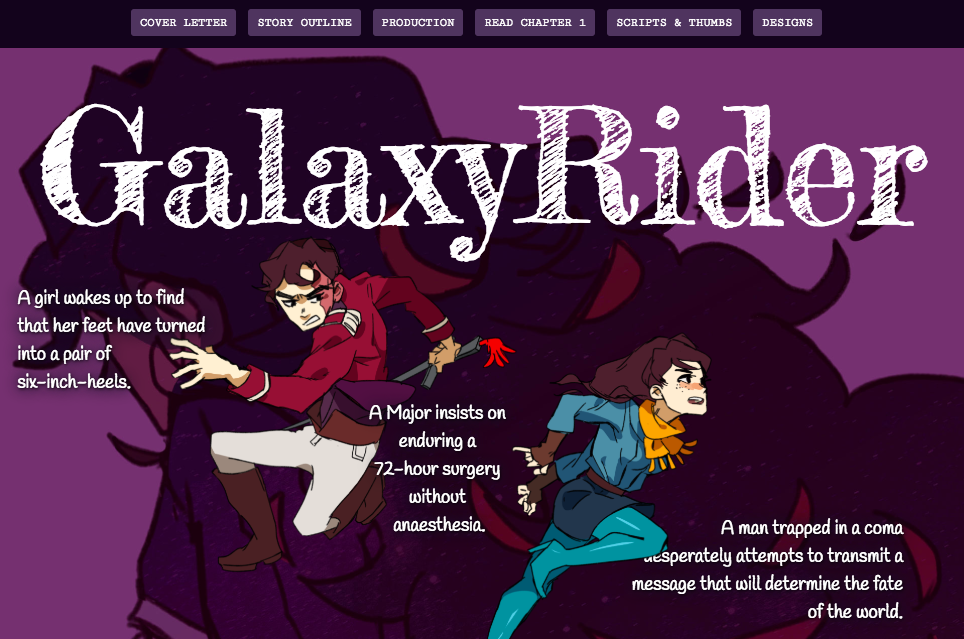 COVER LETTER
STORY OUTLINE
PRODUCTION
READ CHAPTER 1
SCRIPTS & THUMBS
DESIGNS
GalaxyRider
A girl wakes up to find
that her feet have turned
into a pair of
six-inch-heels.
A Major insists on
enduring a
72-hour surgery
without
anaesthesia.
A man trapped in a coma
desperately attempts to transmit a
message that will determine the fate
of the world.